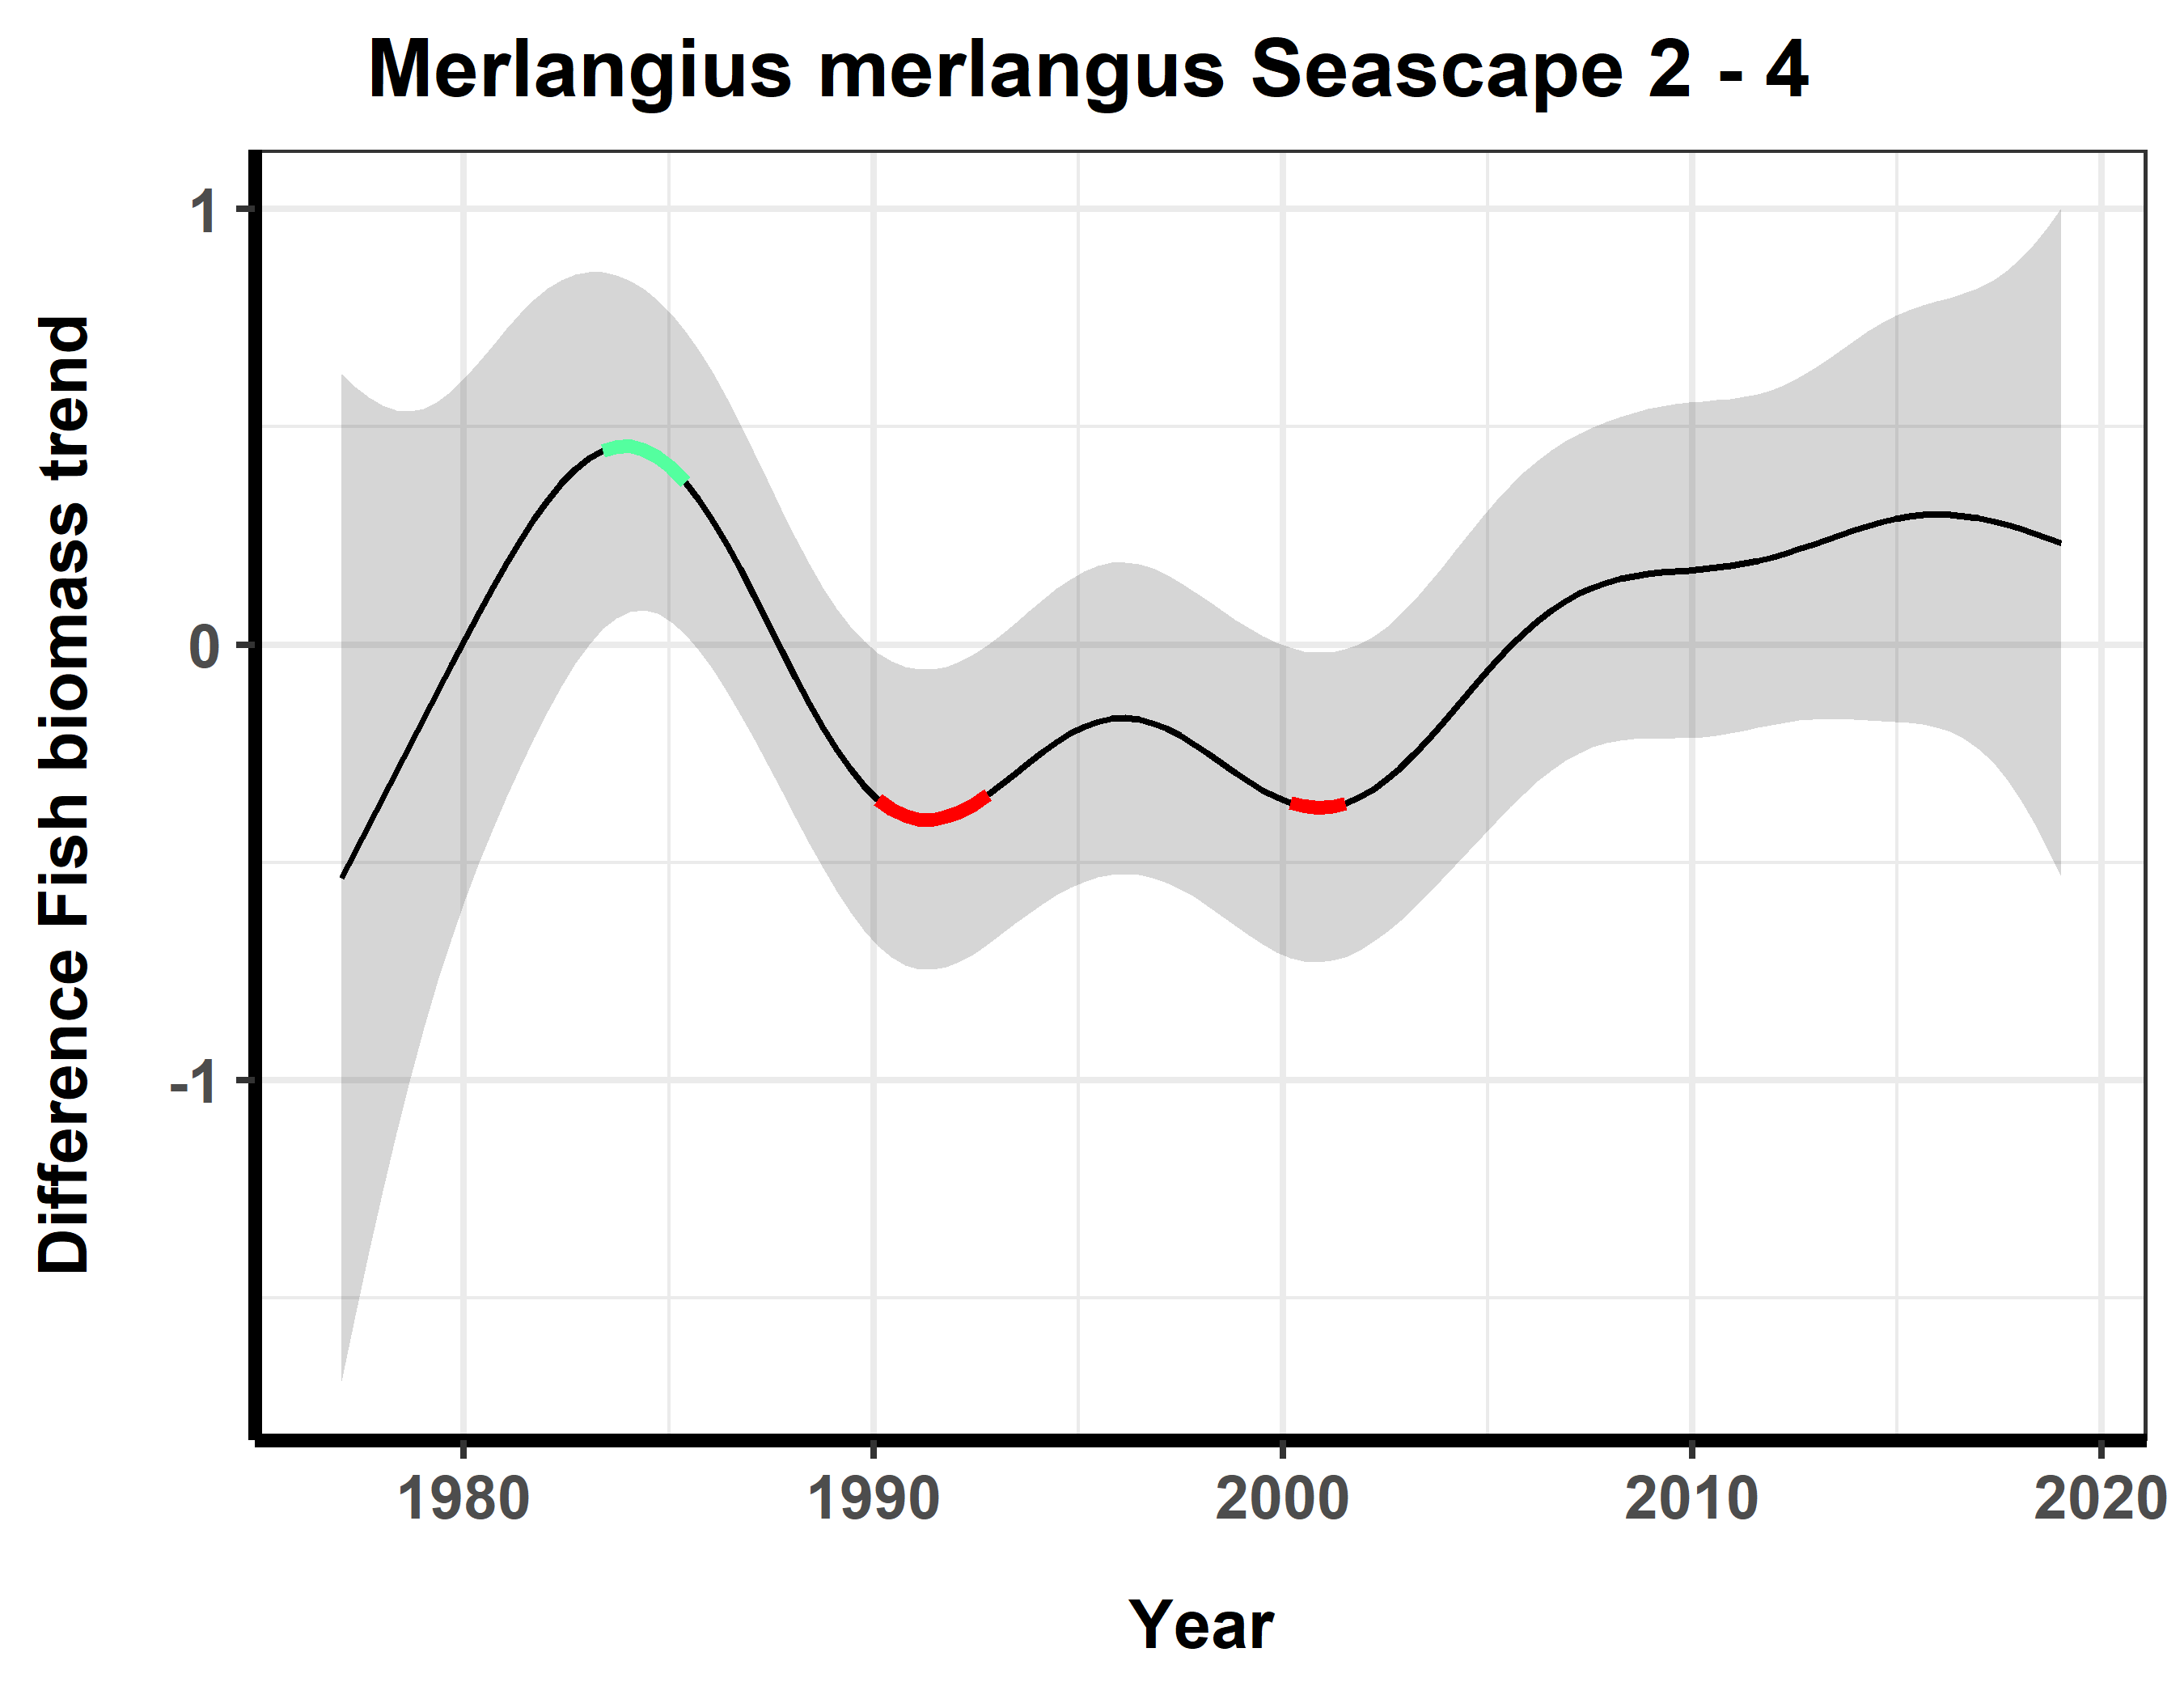 Merlangius merlangus Seascape 2 - 4
Difference Fish biomass trend
1
0
-1
1980 1990 2000 2010 2020
Year